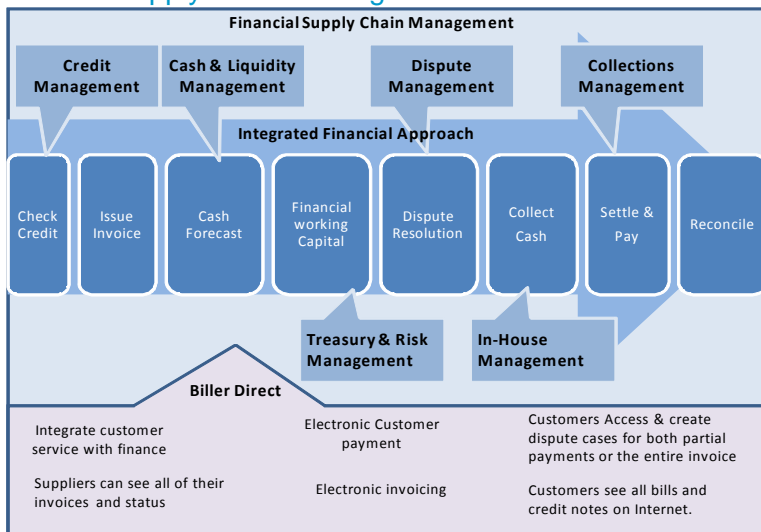 Financial Supply Chain Management
Credit
Management
Cash & Liquidity
Management
Dispute
Management
Collections
Management
Integrated Financial Approach
Check
Credit
Issue
Invoice
Cash
Forecast
Financial
working
Capital
Dispute
Resolution
Collect
Cash
Settle &
Pay
Reconcile
Treasury & Risk
Management
In-House
Management
Biller Direct
Integrate customer
service with finance
Suppliers can see all of their
invoices and status
Electronic Customer
payment
Electronic invoicing
Customers Access & create
dispute cases for both partial
payments or the entire invoice
Customers see all bills and
credit notes on Internet.